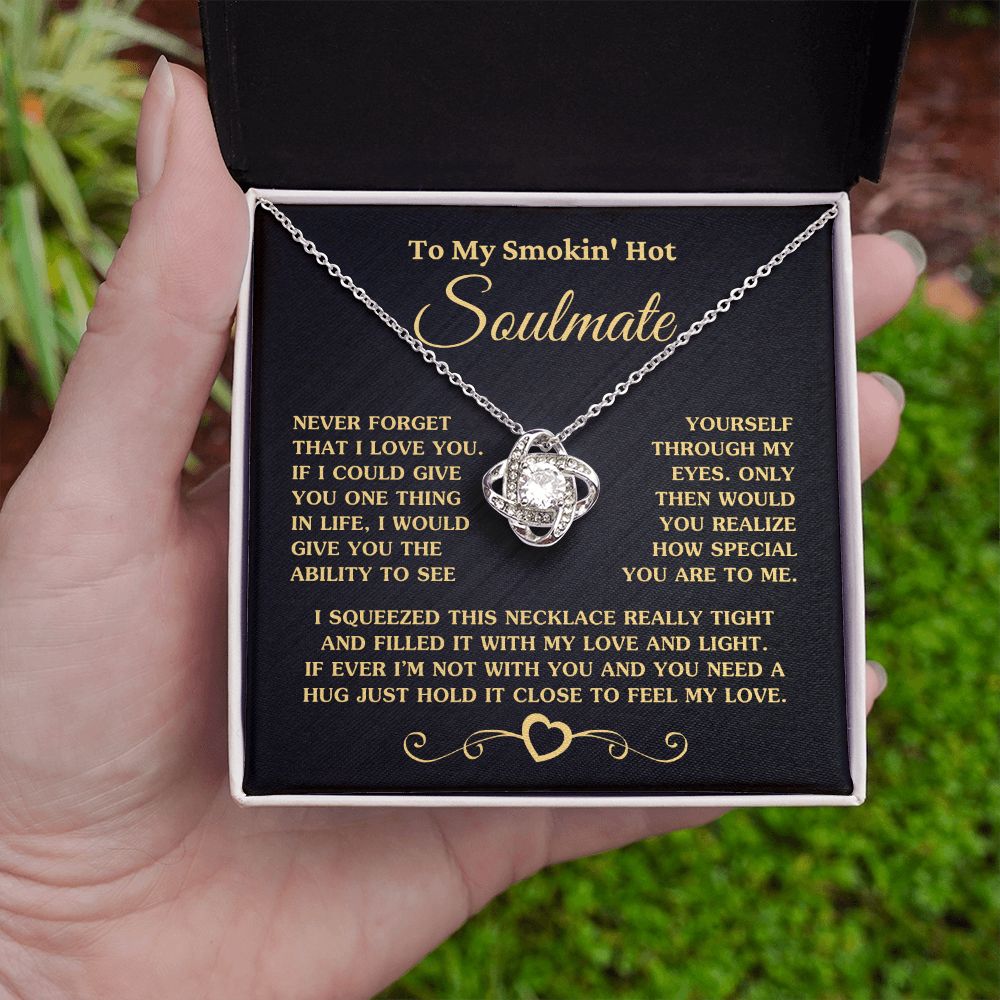 To My Smokin' Hot
Soulmate
NEVER FORGET
THAT I LOVE YOU.
IF I COULD GIVE
YOU ONE THING
IN LIFE, I WOULD
GIVE YOU THE
ABILITY TO SEE
YOURSELF
THROUGH MY
EYES. ONLY
THEN WOULD
YOU REALIZE
HOW SPECIAL
YOU ARE TO ME.
I SQUEEZED THIS NECKLACE REALLY TIGHT
AND FILLED IT WITH MY LOVE AND LIGHT.
IF EVER I'M NOT WITH YOU AND YOU NEED A
HUG JUST HOLD IT CLOSE TO FEEL MY LOVE.